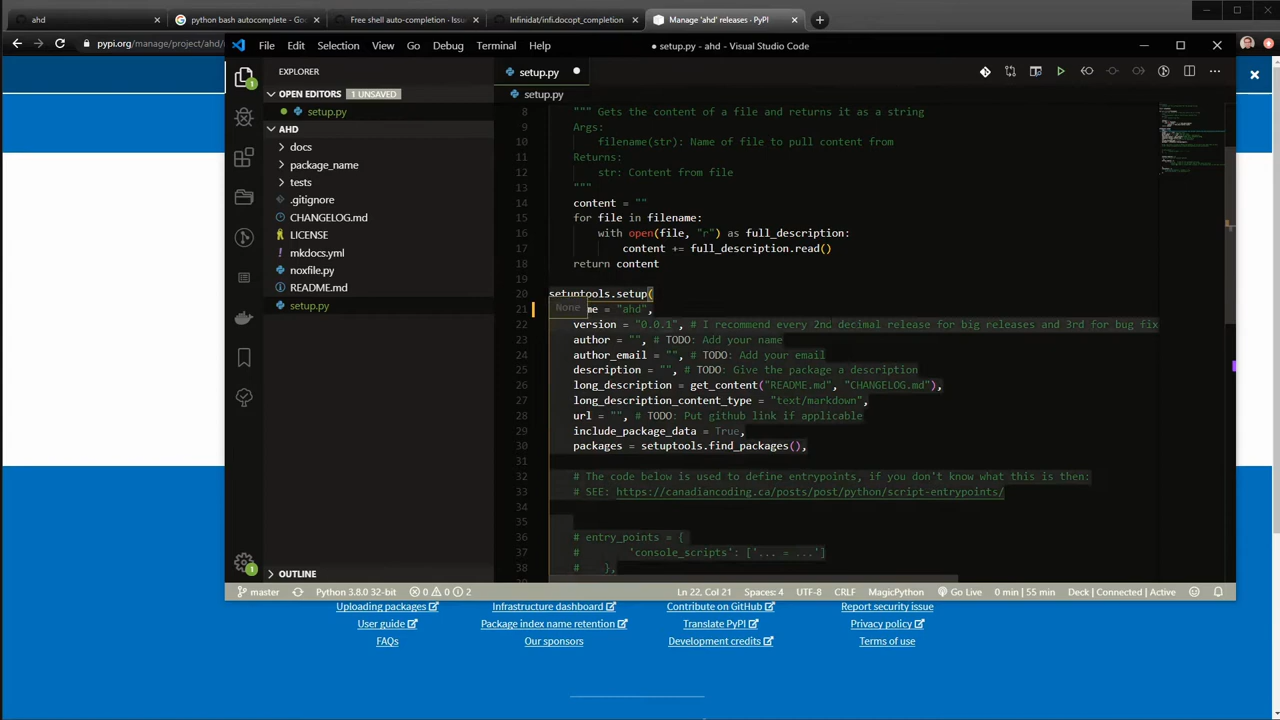 ahd
python bash autocomplete - Goo
Free shell auto-completion · Issue
Infinidat/infi.docopt_completion
Manage 'ahd' releases · PyPI
pypi.org/manage/project/ahd/
File Edit Selection View Go Debug Terminal Help
● setup.py - ahd - Visual Studio Code
EXPLORER
OPEN EDITORS 1 UNSAVED
setup.py
AHD
docs
package_name
tests
.gitignore
CHANGELOG.md
LICENSE
mkdocs.yml
noxfile.py
README.md
setup.py
OUTLINE
setup.py
setup.py
8 """ Gets the content of a file and returns it as a string
9 Args:
10 filename(str): Name of file to pull content from
11 Returns:
12 str: Content from file
13 """
14 content = ""
15 for file in filename:
16 with open(file, "r") as full_description:
17 content += full_description.read()
18 return content
19
20 setuptools.setup(
None
21 me = "ahd",
22 version = "0.0.1", # I recommend every 2nd decimal release for big releases and 3rd for bug fix
23 author = "", # TODO: Add your name
24 author_email = "", # TODO: Add your email
25 description = "", # TODO: Give the package a description
26 long_description = get_content("README.md", "CHANGELOG.md"),
27 long_description_content_type = "text/markdown",
28 url = "", # TODO: Put github link if applicable
29 include_package_data = True,
30 packages = setuptools.find_packages(),
31
32 # The code below is used to define entrypoints, if you don't know what this is then:
33 # SEE: https://canadiancoding.ca/posts/post/python/script-entrypoints/
34
35
36 # entry_points = {
37 # 'console_scripts': ['... = ...']
38 # },
master Python 3.8.0 32-bit 0 0 2 Ln 22, Col 21 Spaces: 4 UTF-8 CRLF MagicPython Go Live 0 min | 55 min Deck | Connected | Active
Uploading packages Infrastructure dashboard Contribute on GitHub Report security issue
User guide Package index name retention Translate PyPI Privacy policy
FAQs Our sponsors Development credits Terms of use